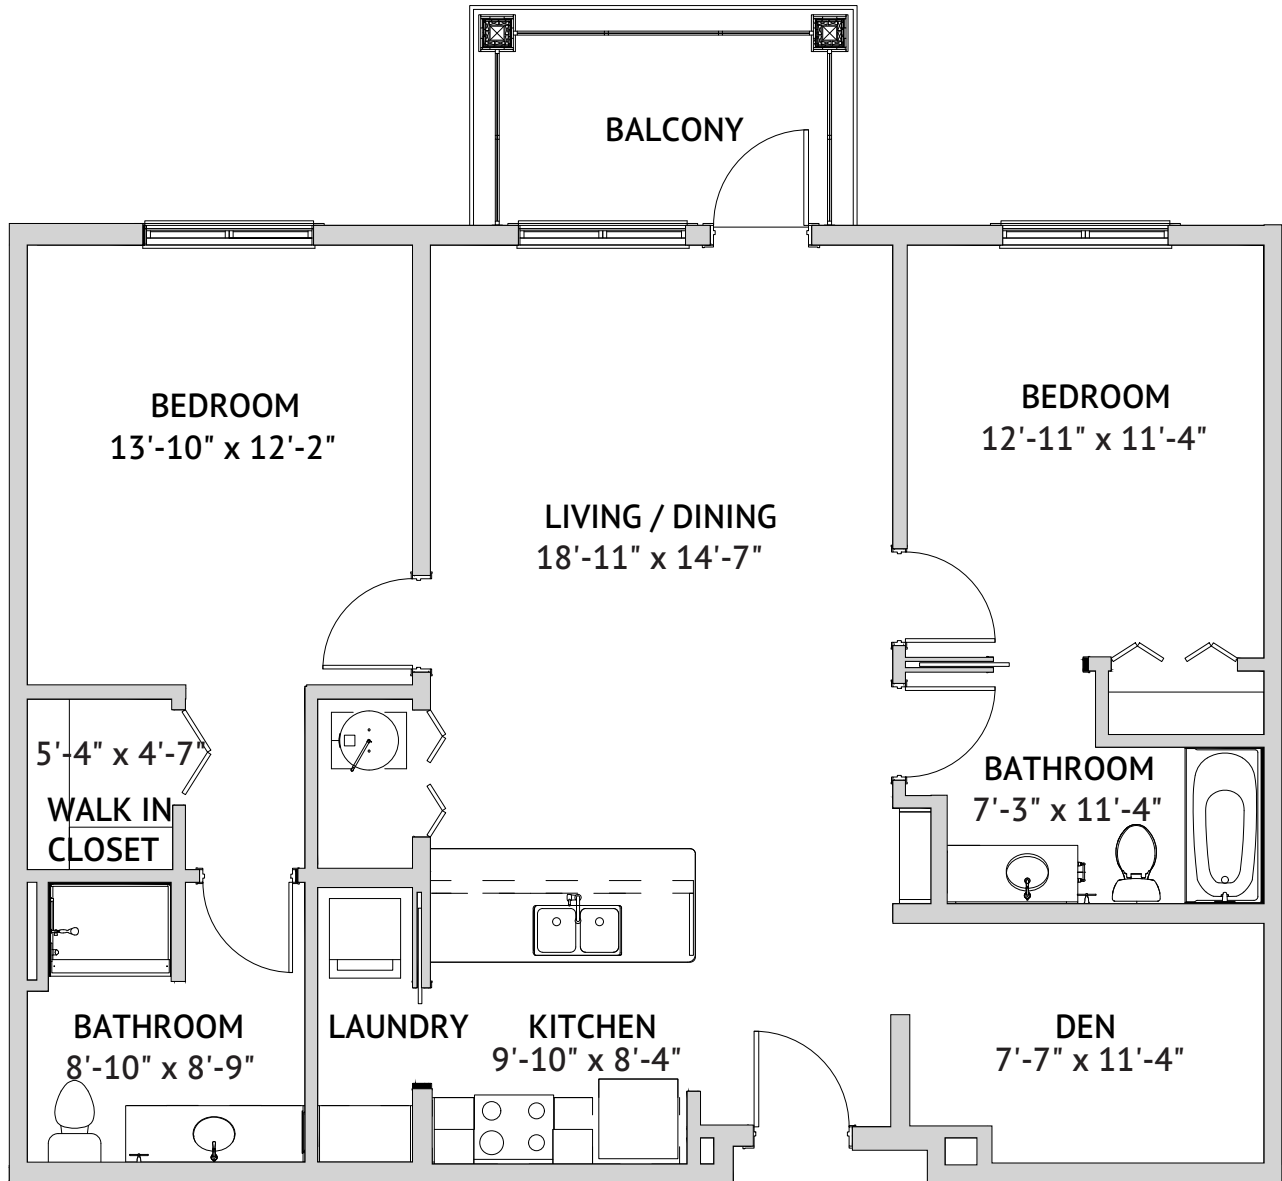 BALCONY
BEDROOM
13'-10" x 12'-2"
LIVING / DINING
18'-11" x 14'-7"
BEDROOM
12'-11" x 11'-4"
5'-4" x 4'-7"
WALK IN
CLOSET
BATHROOM
7'-3" x 11'-4"
BATHROOM
8'-10" x 8'-9"
LAUNDRY
KITCHEN
9'-10" x 8'-4"
DEN
7'-7" x 11'-4"